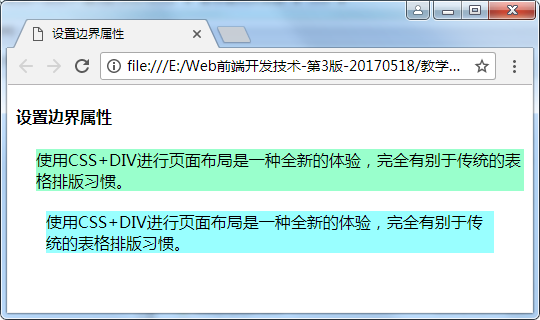 设置边界属性
file:///E:/Web前端开发技术-第3版-20170518/教学...
设置边界属性
使用CSS+DIV进行页面布局是一种全新的体验，完全有别于传统的表
格排版习惯。
使用CSS+DIV进行页面布局是一种全新的体验，完全有别于传
统的表格排版习惯。